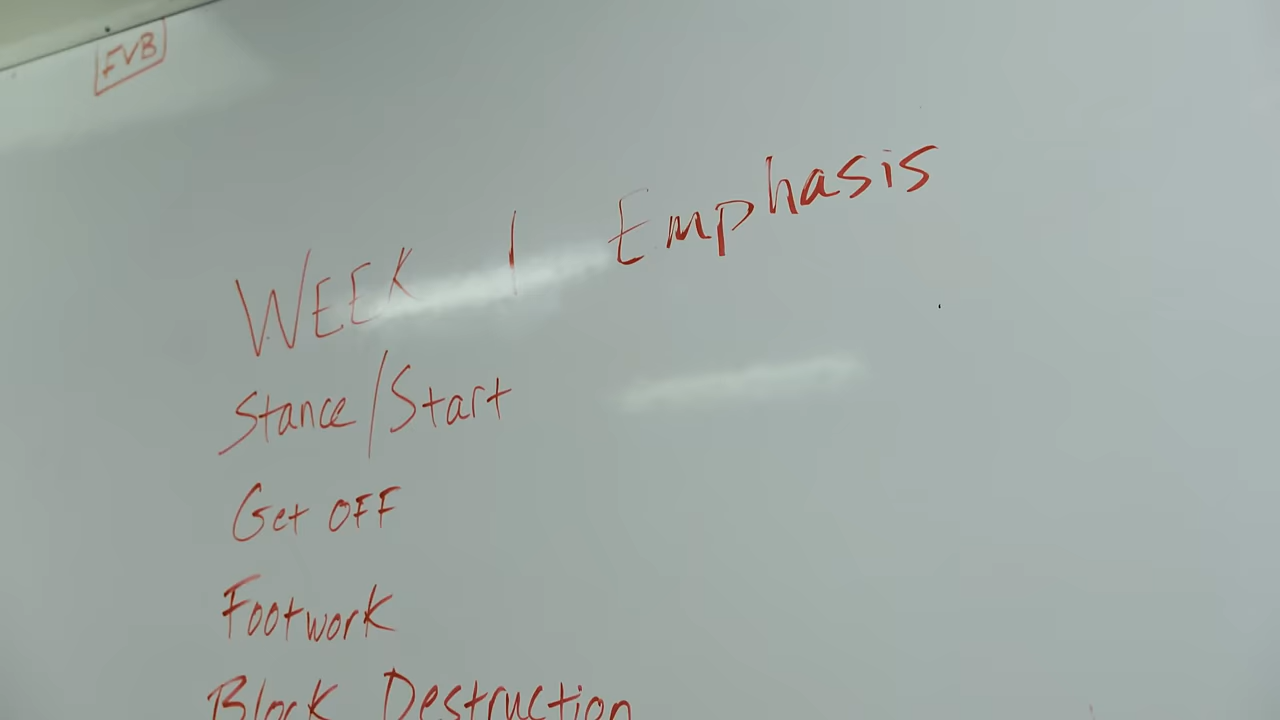 FVB
WEEK 1 Emphasis
Stance/Start
Get OFF
Footwork
Block Destruction